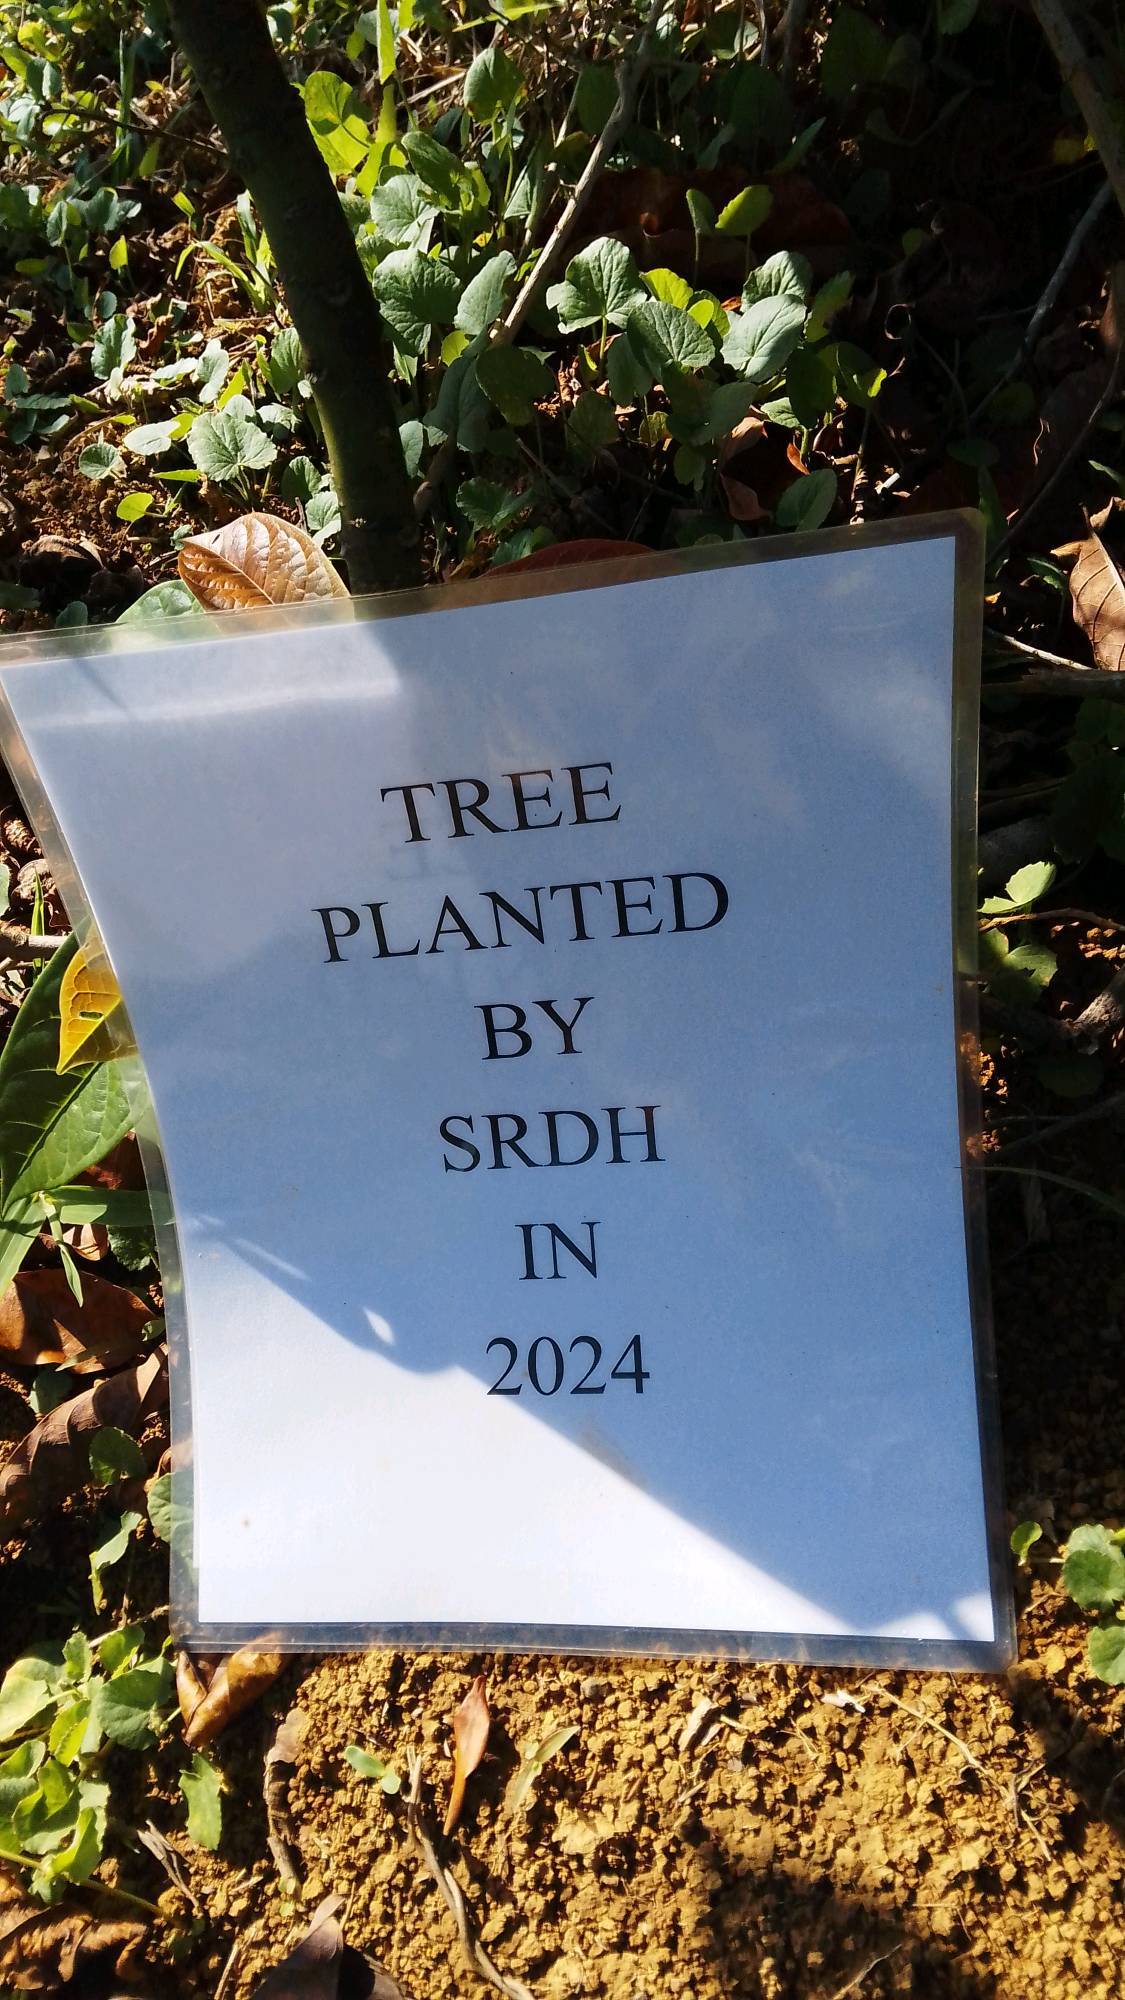 TREE
PLANTED
BY
SRDH
IN
2024